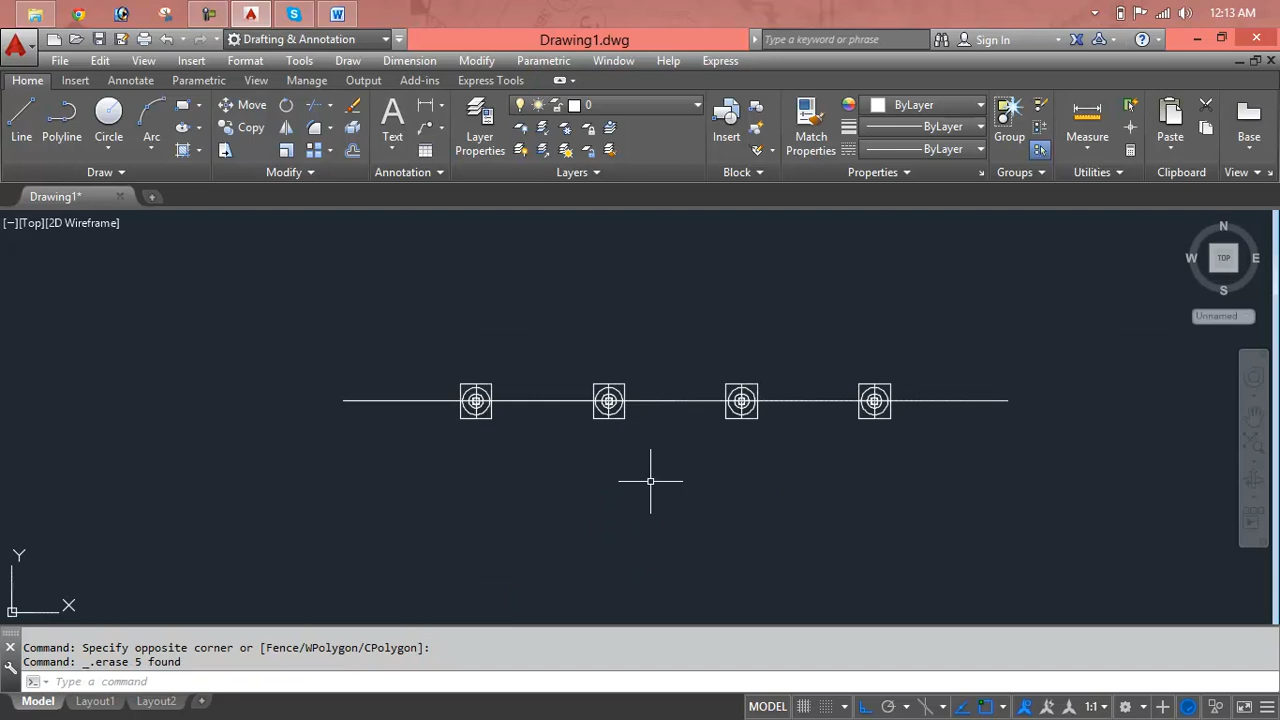 12:13 AM
Drafting & Annotation
Drawing1.dwg
Type a keyword or phrase
Sign In
File Edit View Insert Format Tools Draw Dimension Modify Parametric Window Help Express
Home Insert Annotate Parametric View Manage Output Add-ins Express Tools
Line Polyline Circle Arc
Move
Copy
Text
Layer Properties
0
Insert
Match Properties
ByLayer
ByLayer
ByLayer
Group
Measure
Paste
Base
Draw Modify Annotation Layers Block Properties Groups Utilities Clipboard View
Drawing1*
[−][Top][2D Wireframe]
N
W TOP E
S
Unnamed
Y
X
Command: Specify opposite corner or [Fence/WPolygon/CPolygon]:
Command: _.erase 5 found
Type a command
Model Layout1 Layout2 +
MODEL 1:1